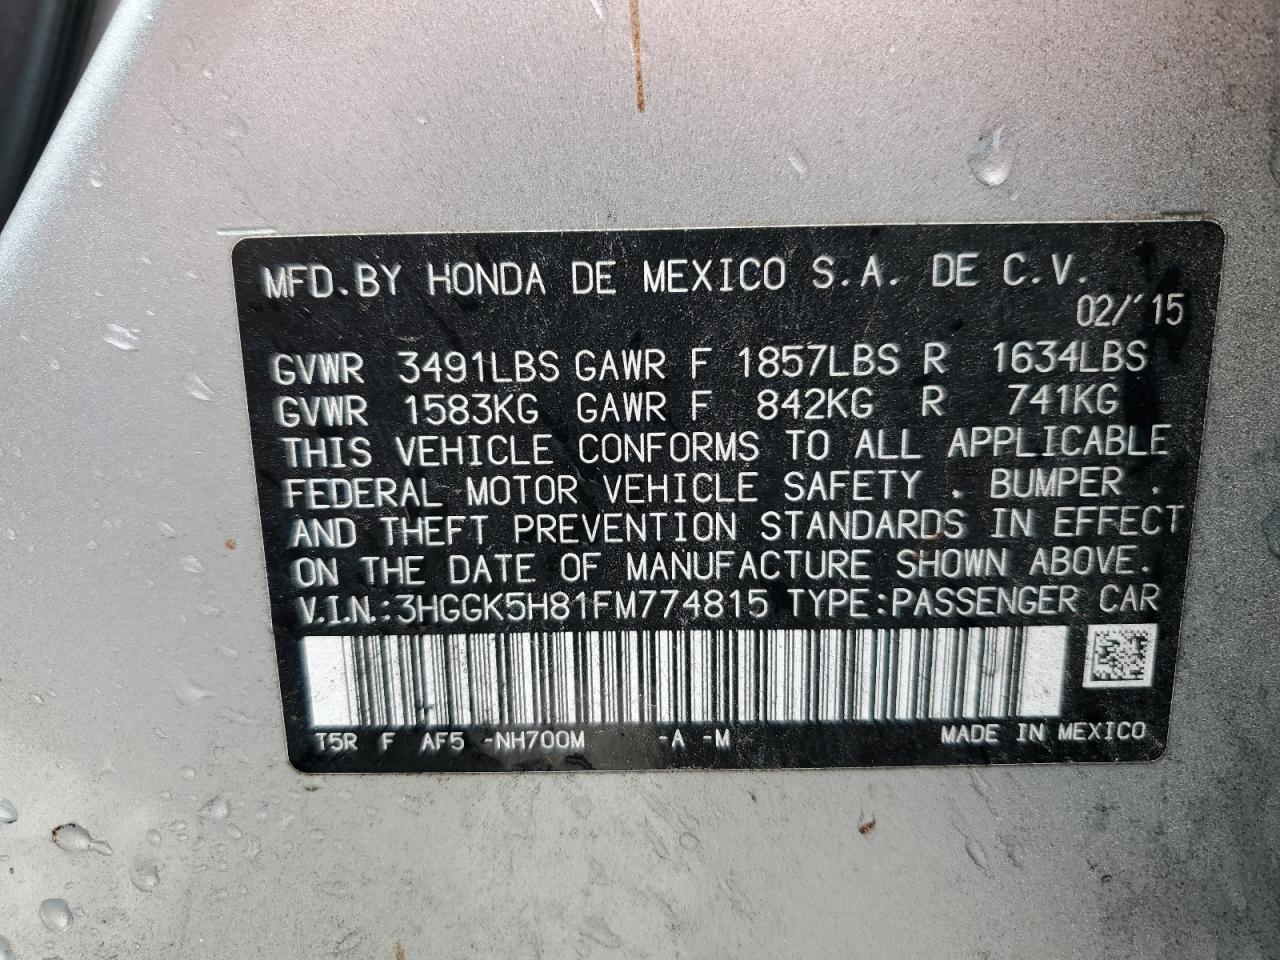 MFD.BY HONDA DE MEXICO S.A. DE C.V.
02/'15
GVWR 3491LBS GAWR F 1857LBS R 1634LBS
GVWR 1583KG GAWR F 842KG R 741KG
THIS VEHICLE CONFORMS TO ALL APPLICABLE
FEDERAL MOTOR VEHICLE SAFETY . BUMPER .
AND THEFT PREVENTION STANDARDS IN EFFECT
ON THE DATE OF MANUFACTURE SHOWN ABOVE.
V.I.N.:3HGGK5H81FM774815 TYPE:PASSENGER CAR
T5R F AF5 -NH700M -A -M MADE IN MEXICO